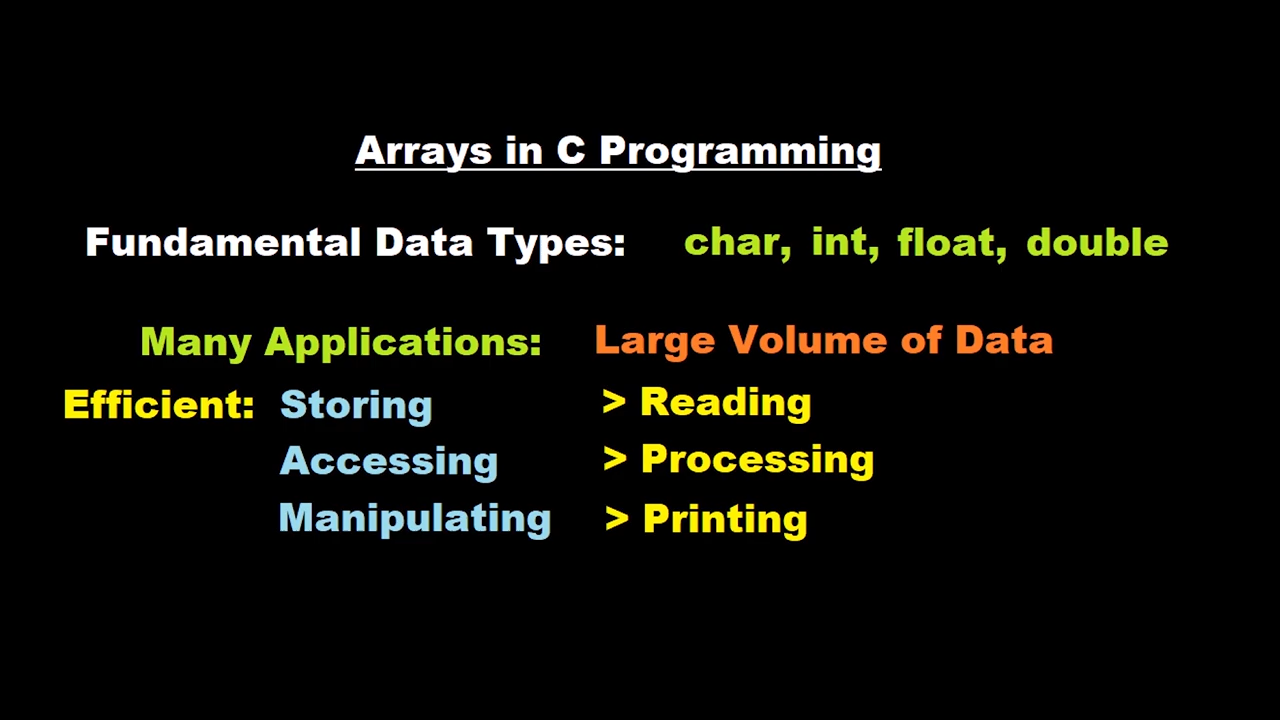 Arrays in C Programming
Fundamental Data Types: char, int, float, double
Many Applications: Large Volume of Data
Efficient: Storing > Reading
Accessing > Processing
Manipulating > Printing